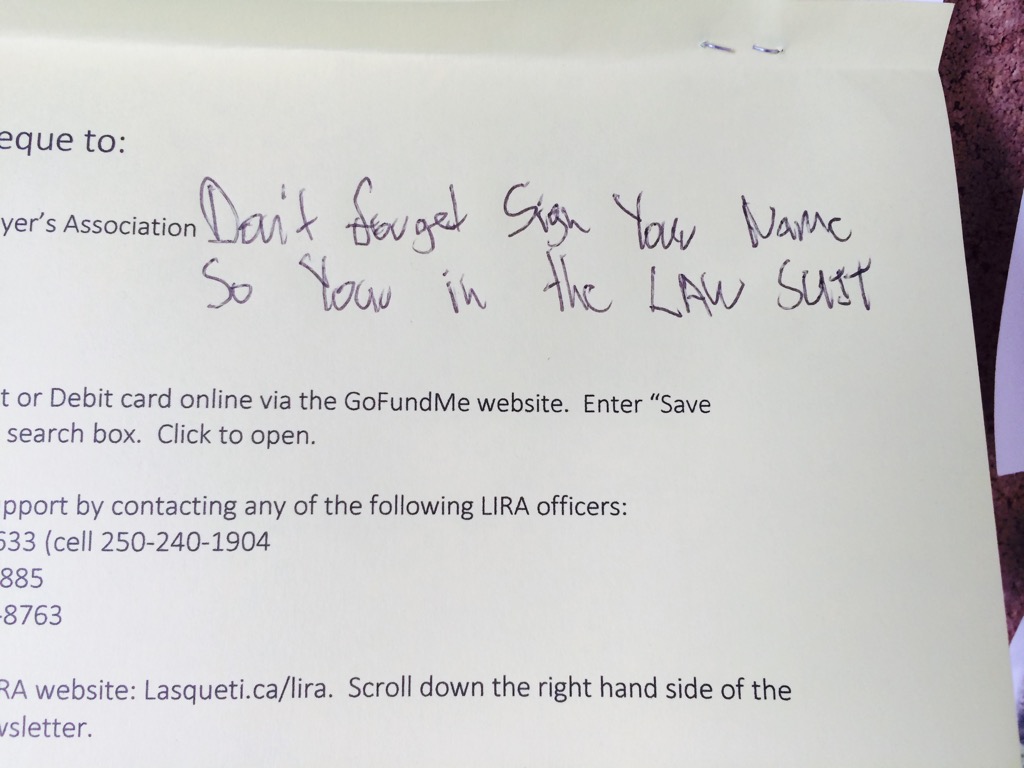 eque to:
yer's Association Don't forget Sign Your Name
So Your in the LAW SUIT
t or Debit card online via the GoFundMe website. Enter “Save
search box. Click to open.
pport by contacting any of the following LIRA officers:
633 (cell 250-240-1904
885
-8763
RA website: Lasqueti.ca/lira. Scroll down the right hand side of the
wsletter.